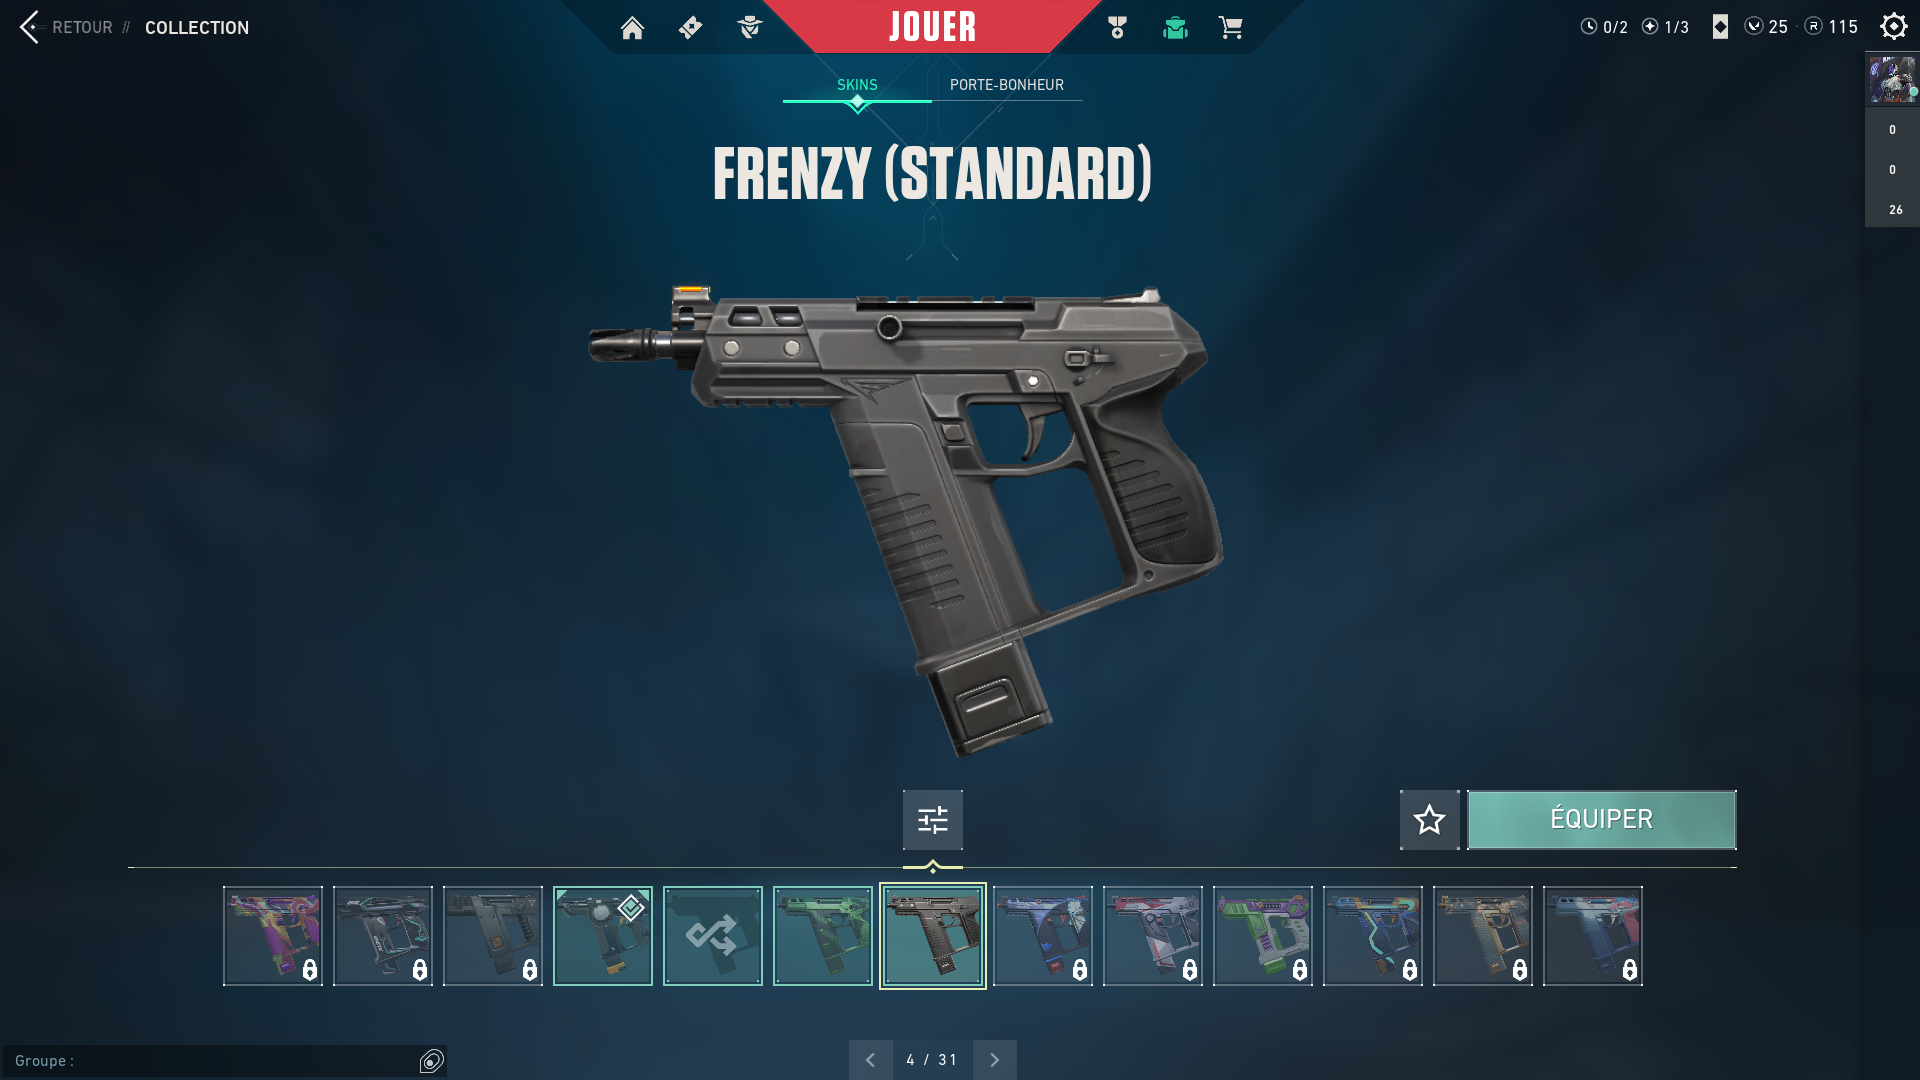 RETOUR // COLLECTION
JOUER
0/2 1/3 25 · R 115
SKINS
PORTE-BONHEUR
FRENZY (STANDARD)
0
0
26
ÉQUIPER
Groupe :
4 / 31